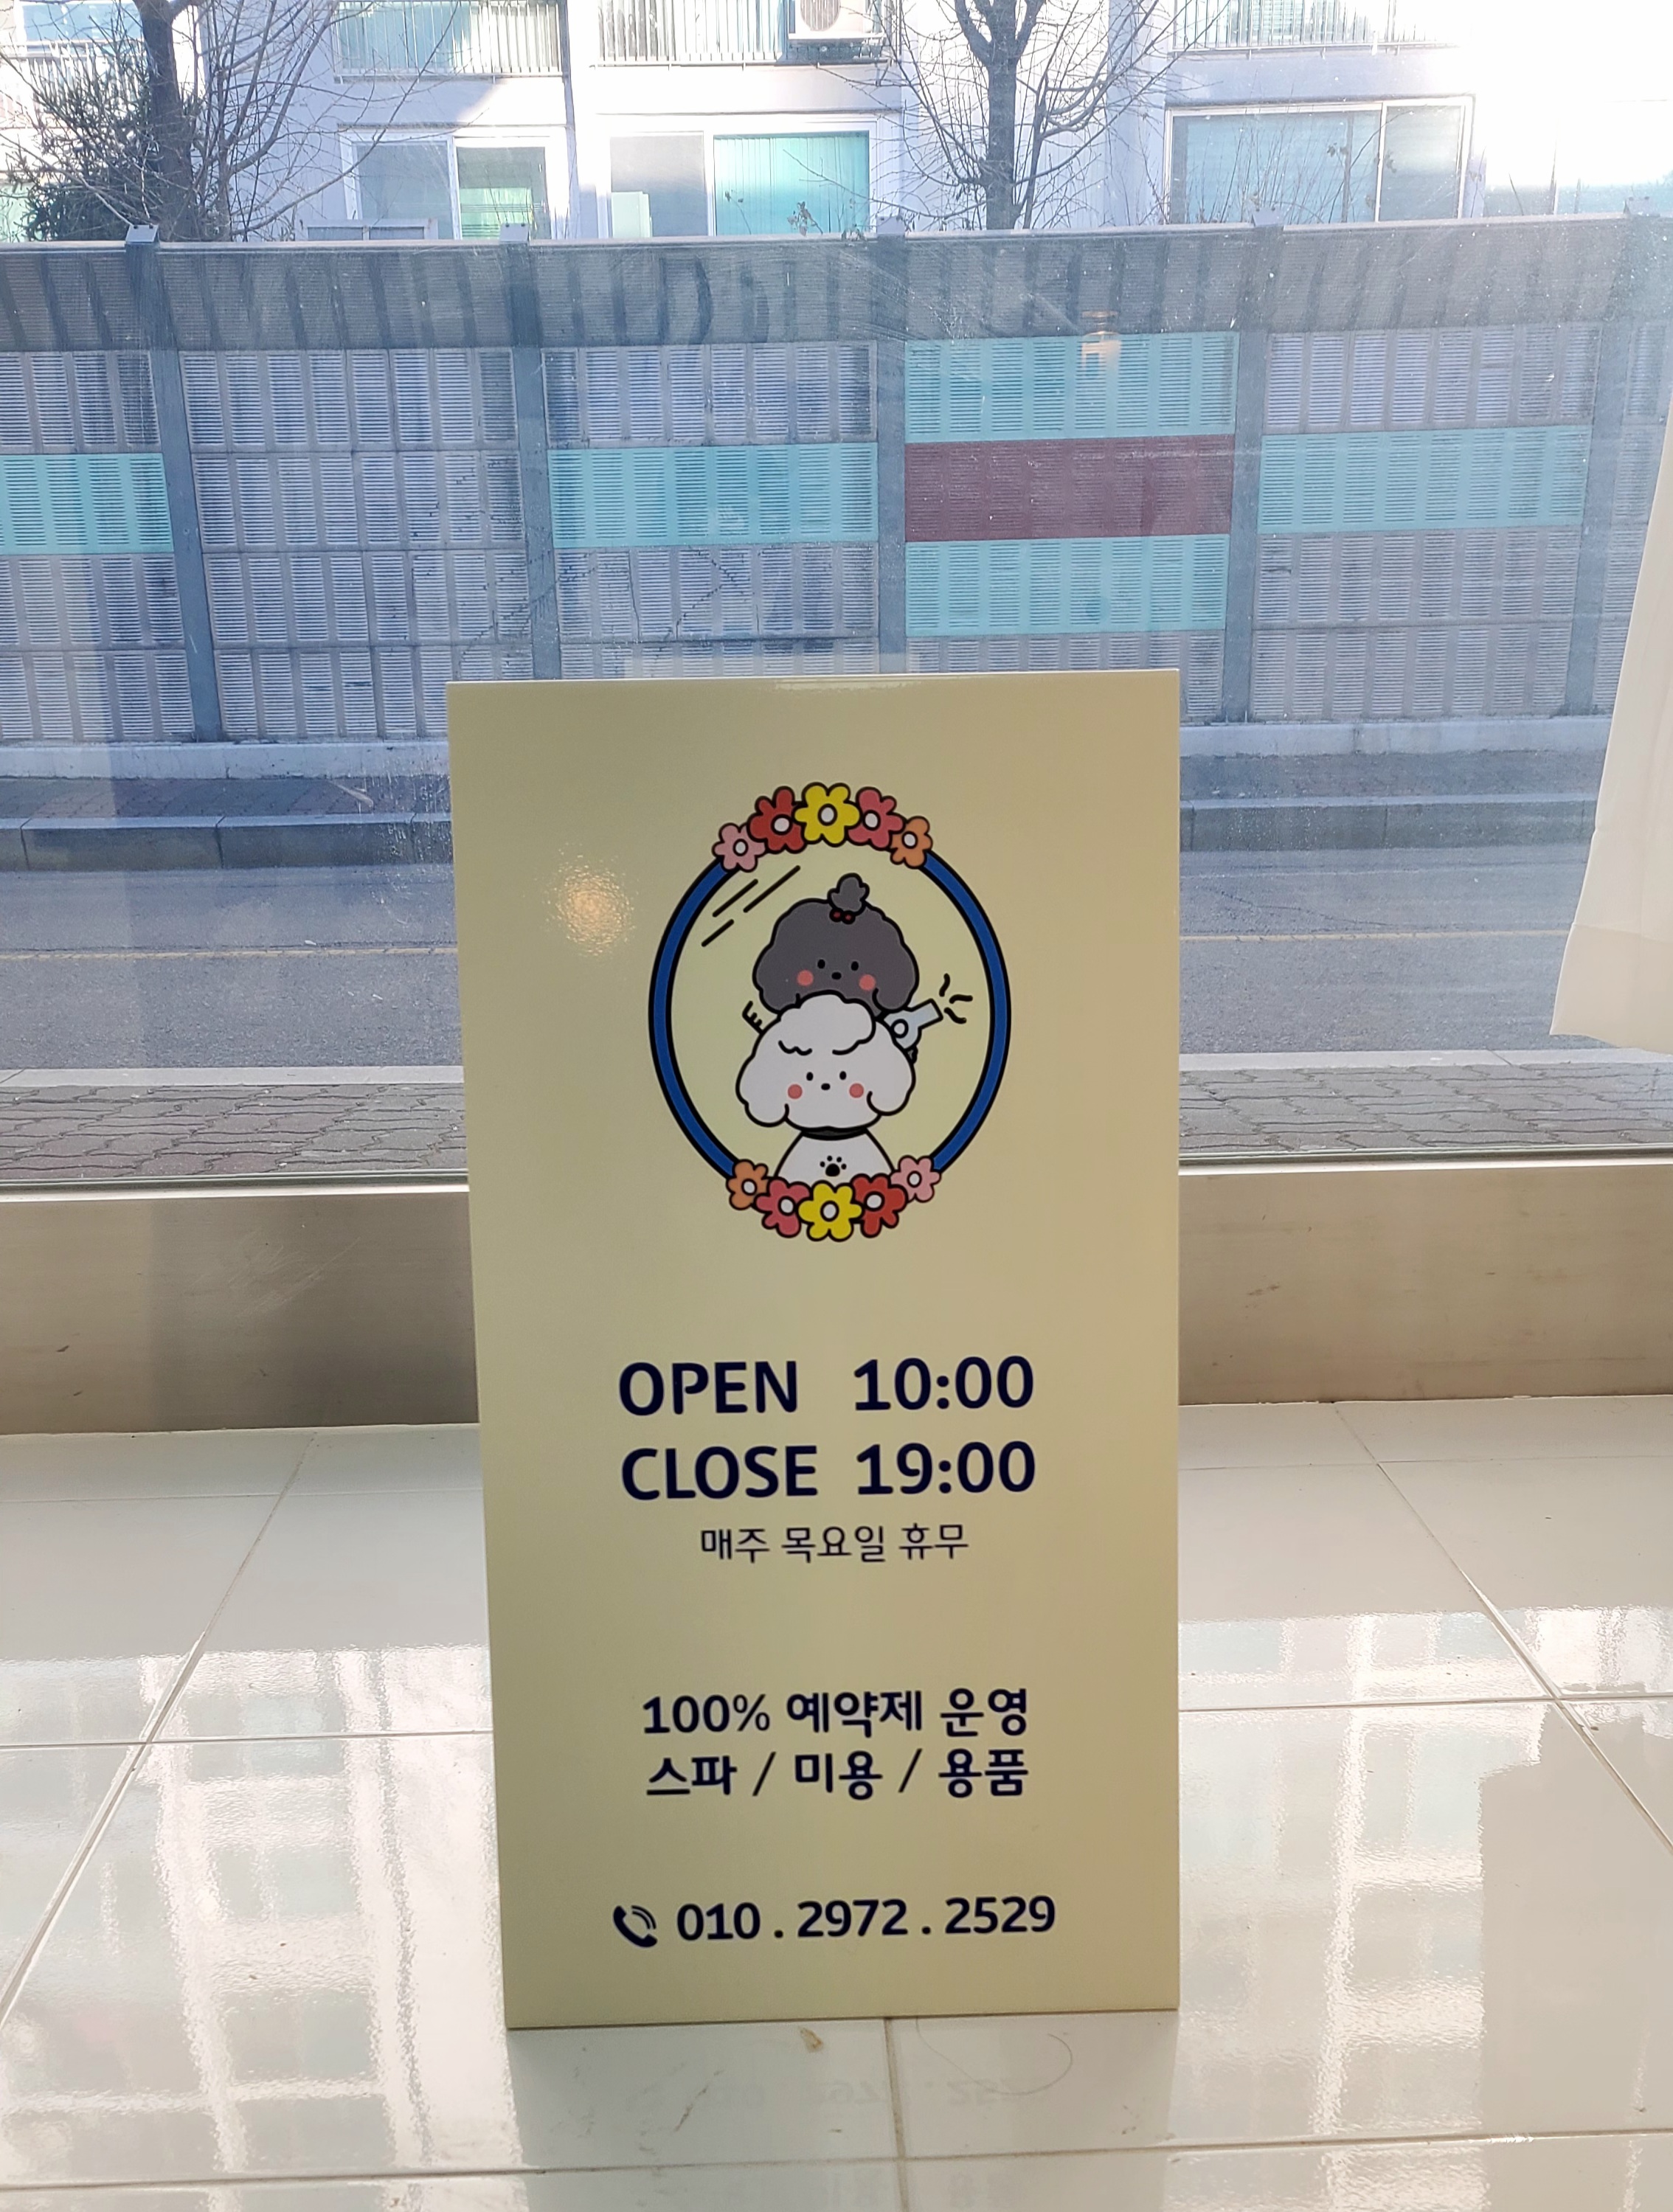 OPEN 10:00
CLOSE 19:00
매주 목요일 휴무
100% 예약제 운영
스파 / 미용 / 용품
010 . 2972 . 2529